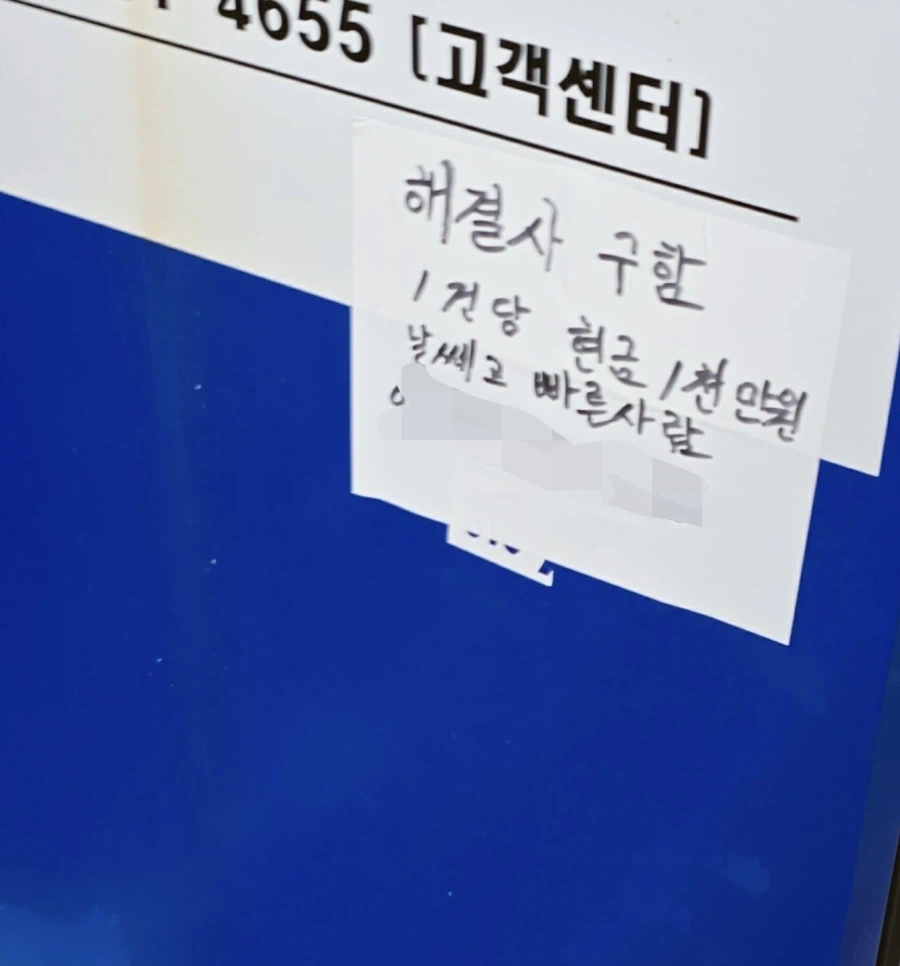 4655 [고객센터]
해결사 구함
1건당 현금 1천만원
날쌔고 빠른사람